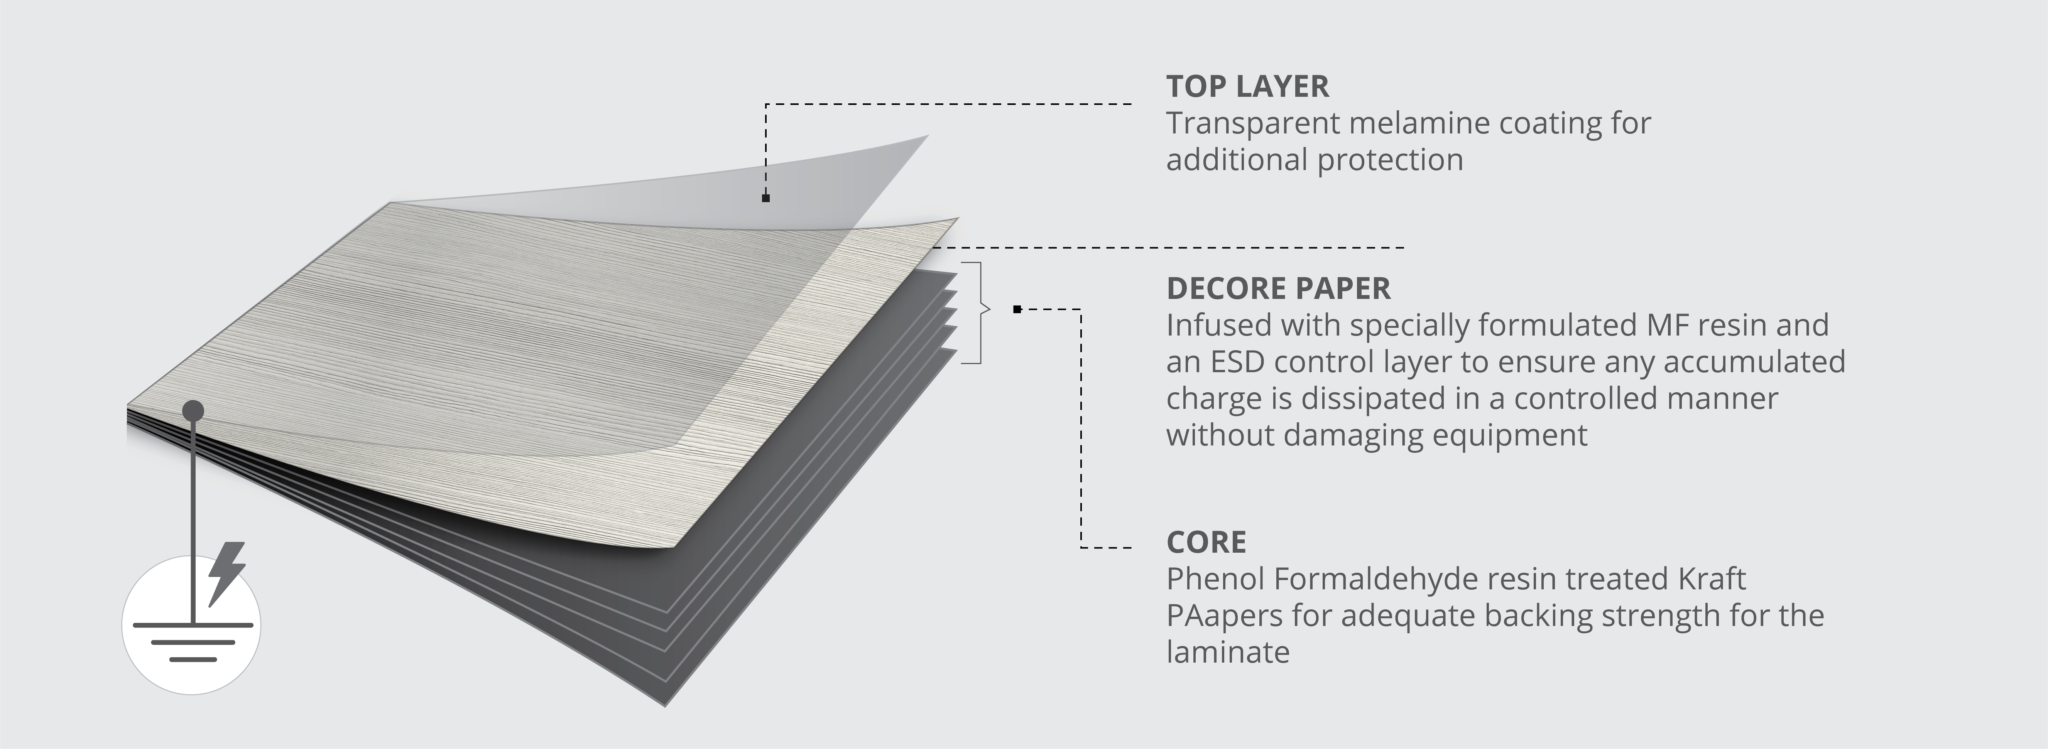 TOP LAYER
Transparent melamine coating for
additional protection
DECORE PAPER
Infused with specially formulated MF resin and
an ESD control layer to ensure any accumulated
charge is dissipated in a controlled manner
without damaging equipment
CORE
Phenol Formaldehyde resin treated Kraft
PAapers for adequate backing strength for the
laminate